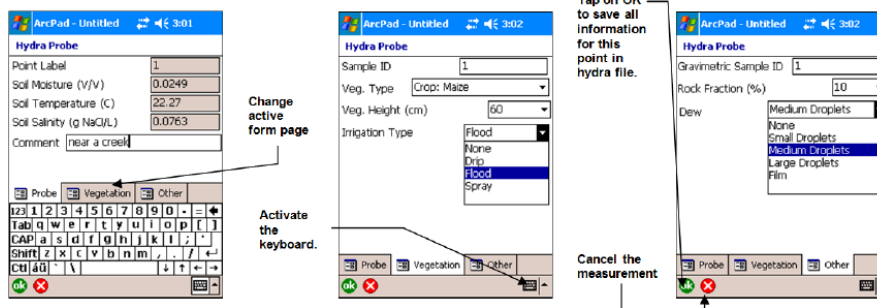 ArcPad - Untitled 3:01
Hydra Probe
Point Label 1
Soil Moisture (V/V) 0.0249
Soil Temperature (C) 22.27
Soil Salinity (g NaCl/L) 0.0763
Comment near a creek
Probe Vegetation Other
123 1 2 3 4 5 6 7 8 9 0 - =
Tab q w e r t y u i o p [ ]
CAP a s d f g h j k l ; '
Shift z x c v b n m , . /
Ctl áü ` \
ok
Change
active
form page
Activate
the
keyboard.
ArcPad - Untitled 3:02
Hydra Probe
Sample ID 1
Veg. Type Crop: Maize
Veg. Height (cm) 60
Irrigation Type Flood
None
Drip
Flood
Spray
Probe Vegetation Other
ok
Tap on OK
to save all
information
for this
point in
hydra file.
Cancel the
measurement
ArcPad - Untitled 3:02
Hydra Probe
Gravimetric Sample ID 1
Rock Fraction (%) 10
Dew Medium Droplets
None
Small Droplets
Medium Droplets
Large Droplets
Film
Probe Vegetation Other
ok